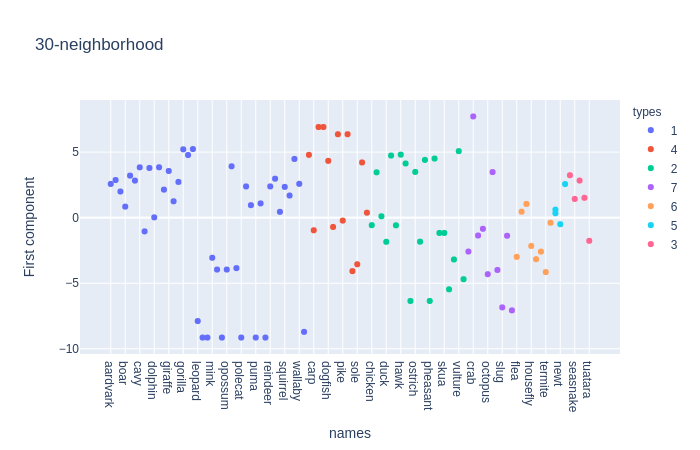 30-neighborhood
types
1
4
2
7
6
5
3
First component
5
0
−5
−10
aardvark
boar
cavy
dolphin
giraffe
gorilla
leopard
mink
opossum
polecat
puma
reindeer
squirrel
wallaby
carp
dogfish
pike
sole
chicken
duck
hawk
ostrich
pheasant
skua
vulture
crab
octopus
slug
flea
housefly
termite
newt
seasnake
tuatara
names